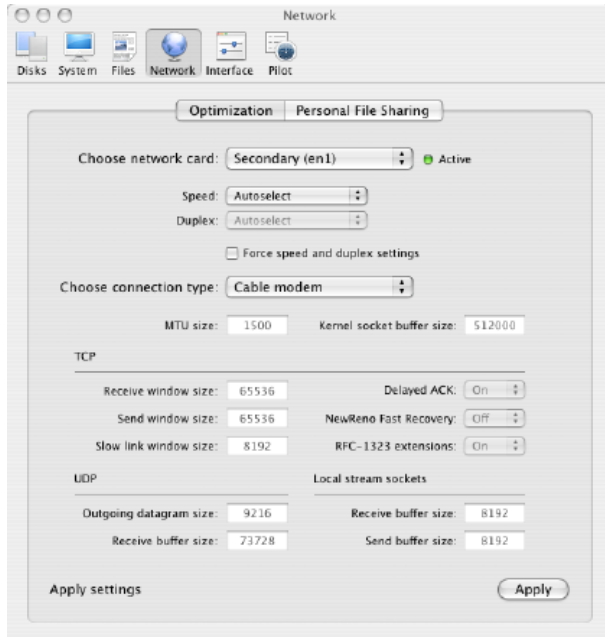 Network
Disks System Files Network Interface Pilot
Optimization Personal File Sharing
Choose network card: Secondary (en1) Active
Speed: Autoselect
Duplex: Autoselect
Force speed and duplex settings
Choose connection type: Cable modem
MTU size: 1500 Kernel socket buffer size: 512000
TCP
Receive window size: 65536 Delayed ACK: On
Send window size: 65536 NewReno Fast Recovery: Off
Slow link window size: 8192 RFC-1323 extensions: On
UDP Local stream sockets
Outgoing datagram size: 9216 Receive buffer size: 8192
Receive buffer size: 73728 Send buffer size: 8192
Apply settings Apply